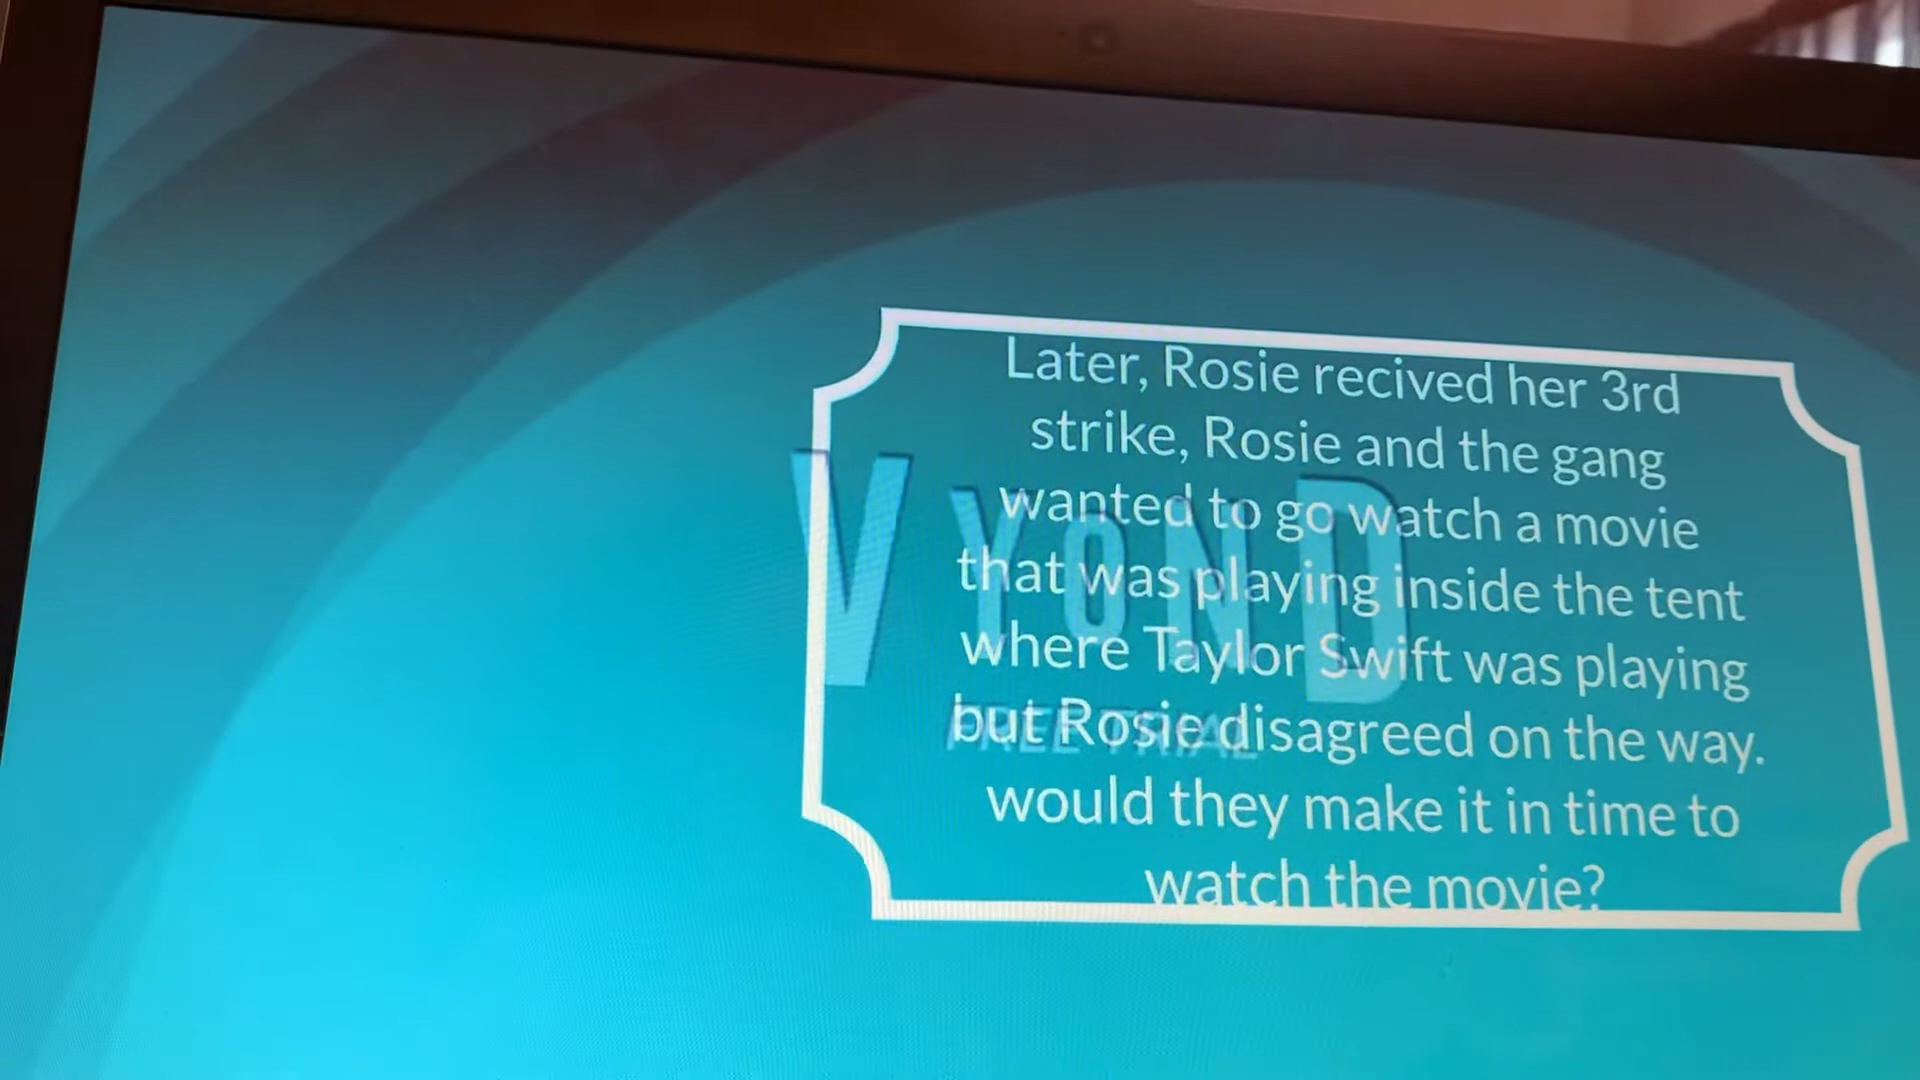 Later, Rosie recived her 3rd
strike, Rosie and the gang
wanted to go watch a movie
that was playing inside the tent
where Taylor Swift was playing
but Rosie disagreed on the way.
would they make it in time to
watch the movie?
VYOND
FREE TRIAL